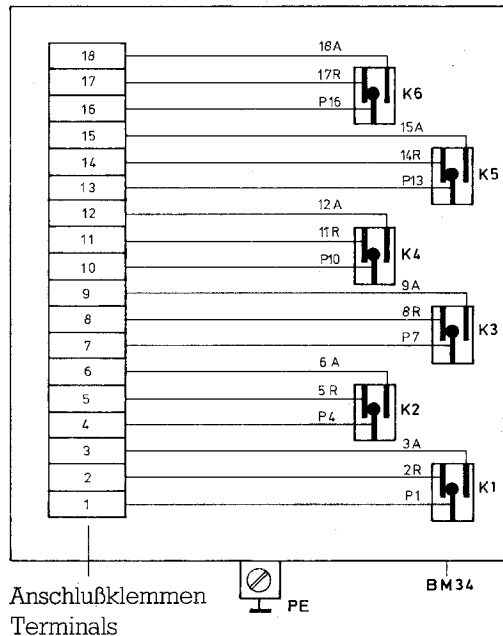 18 18A
17 17R K6
16 P16
15 15A
14 14R K5
13 P13
12 12A
11 11R K4
10 P10
9 9A
8 8R K3
7 P7
6 6A
5 5R K2
4 P4
3 3A
2 2R K1
1 P1
Anschlußklemmen
Terminals
PE
BM34